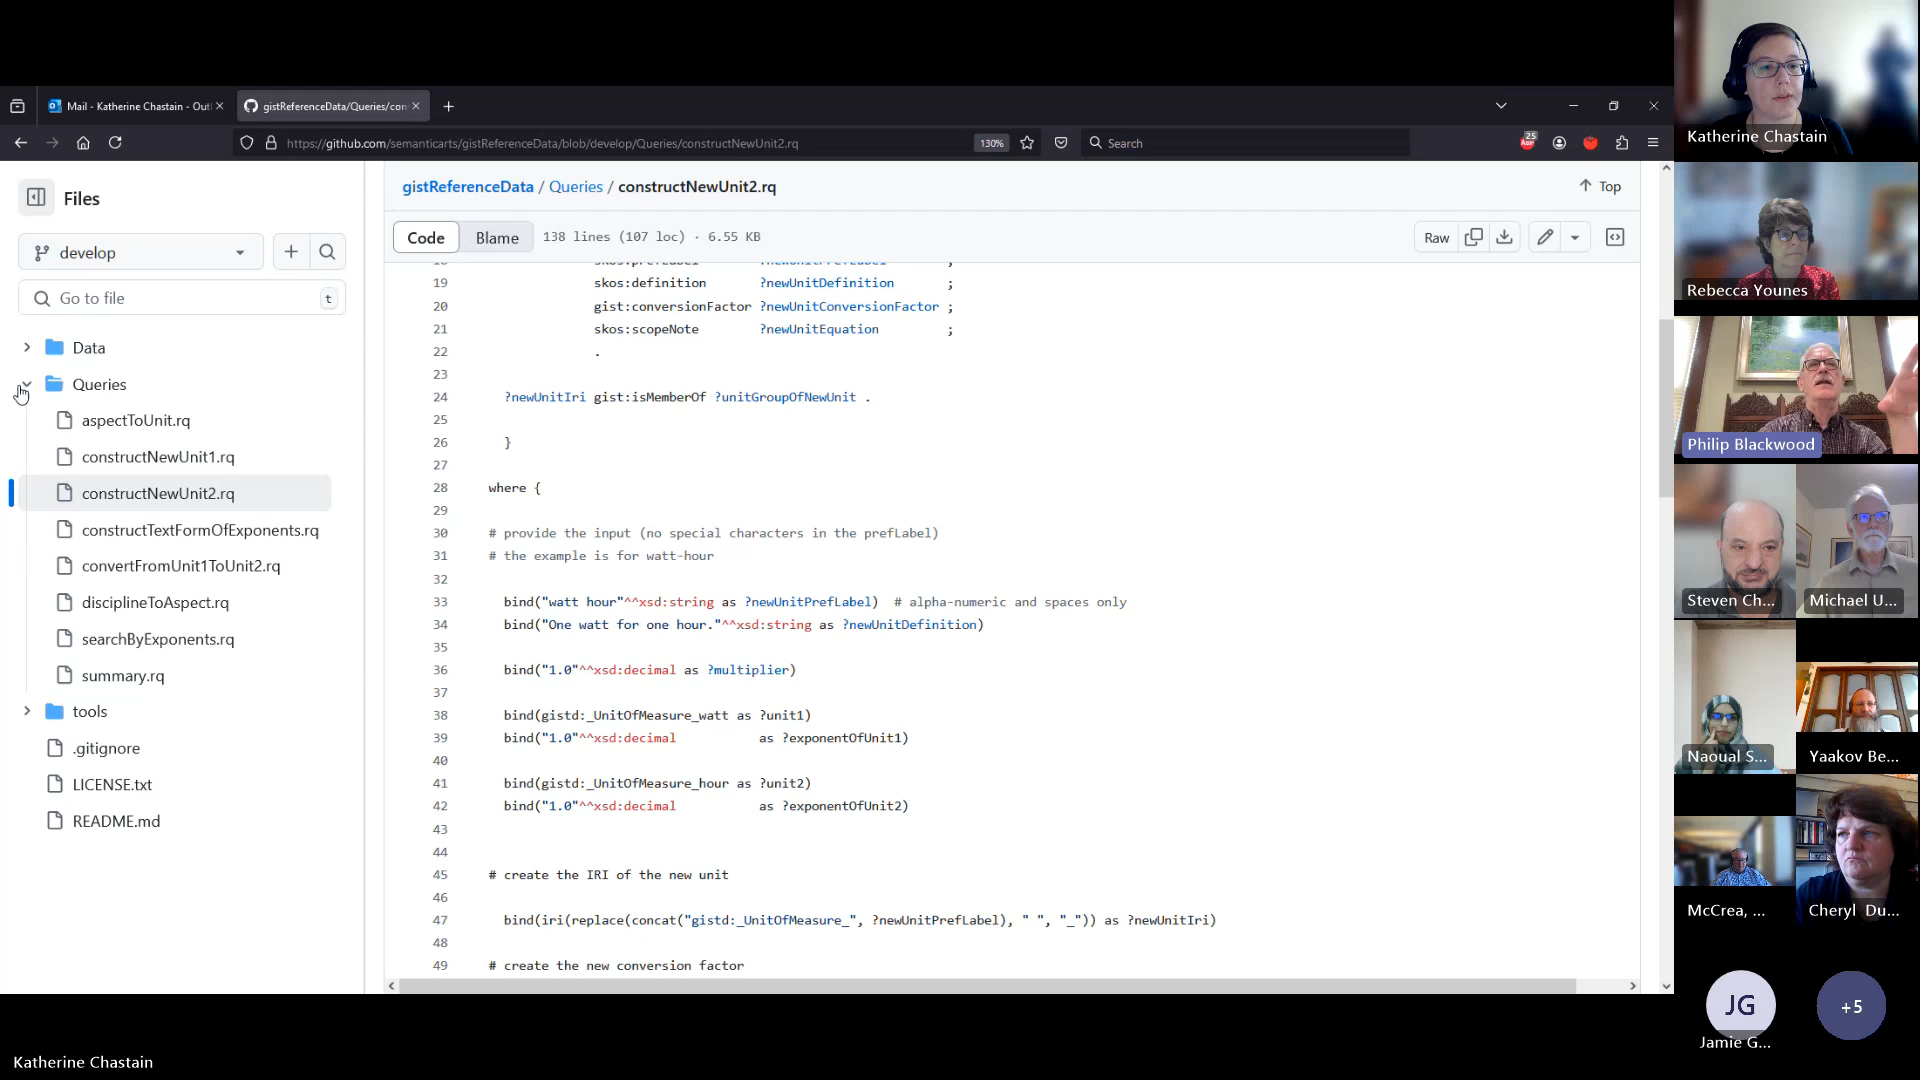 Mail - Katherine Chastain - Outl
gistReferenceData/Queries/con
https://github.com/semanticarts/gistReferenceData/blob/develop/Queries/constructNewUnit2.rq
130%
Search
25
ABP
Files
develop
Go to file
t
Data
Queries
aspectToUnit.rq
constructNewUnit1.rq
constructNewUnit2.rq
constructTextFormOfExponents.rq
convertFromUnit1ToUnit2.rq
disciplineToAspect.rq
searchByExponents.rq
summary.rq
tools
.gitignore
LICENSE.txt
README.md
gistReferenceData / Queries / constructNewUnit2.rq
Top
Code Blame 138 lines (107 loc) · 6.55 KB
Raw
18 skos:prefLabel ?newUnitPrefLabel ;
19 skos:definition ?newUnitDefinition ;
20 gist:conversionFactor ?newUnitConversionFactor ;
21 skos:scopeNote ?newUnitEquation ;
22 .
23
24 ?newUnitIri gist:isMemberOf ?unitGroupOfNewUnit .
25
26 }
27
28 where {
29
30 # provide the input (no special characters in the prefLabel)
31 # the example is for watt-hour
32
33 bind("watt hour"^^xsd:string as ?newUnitPrefLabel) # alpha-numeric and spaces only
34 bind("One watt for one hour."^^xsd:string as ?newUnitDefinition)
35
36 bind("1.0"^^xsd:decimal as ?multiplier)
37
38 bind(gistd:_UnitOfMeasure_watt as ?unit1)
39 bind("1.0"^^xsd:decimal as ?exponentOfUnit1)
40
41 bind(gistd:_UnitOfMeasure_hour as ?unit2)
42 bind("1.0"^^xsd:decimal as ?exponentOfUnit2)
43
44
45 # create the IRI of the new unit
46
47 bind(iri(replace(concat("gistd:_UnitOfMeasure_", ?newUnitPrefLabel), " ", "_")) as ?newUnitIri)
48
49 # create the new conversion factor
Katherine Chastain
Rebecca Younes
Philip Blackwood
Steven Ch...
Michael U...
Naoual S...
Yaakov Be...
McCrea, ...
Cheryl Du...
JG
Jamie G...
+5
Katherine Chastain